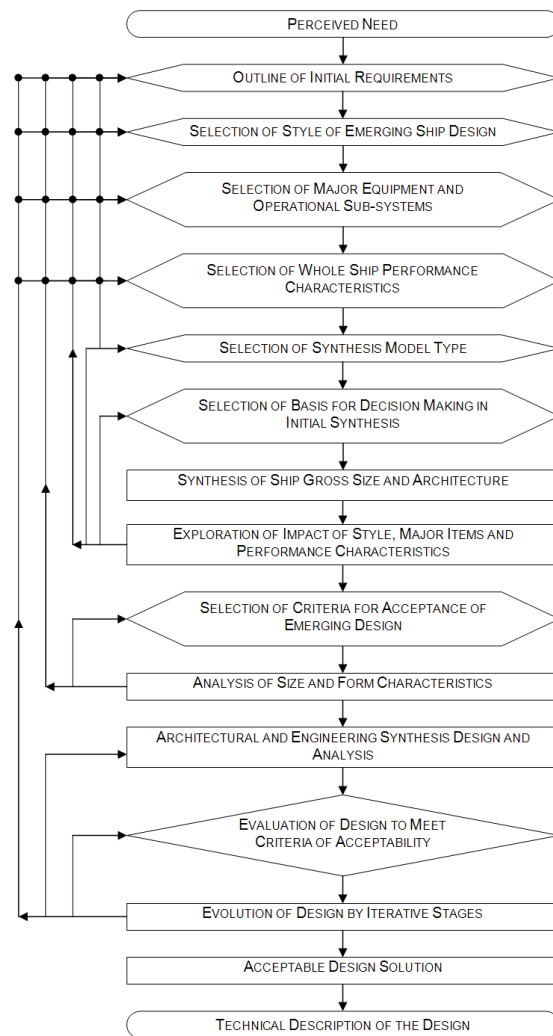 PERCEIVED NEED
OUTLINE OF INITIAL REQUIREMENTS
SELECTION OF STYLE OF EMERGING SHIP DESIGN
SELECTION OF MAJOR EQUIPMENT AND
OPERATIONAL SUB-SYSTEMS
SELECTION OF WHOLE SHIP PERFORMANCE
CHARACTERISTICS
SELECTION OF SYNTHESIS MODEL TYPE
SELECTION OF BASIS FOR DECISION MAKING IN
INITIAL SYNTHESIS
SYNTHESIS OF SHIP GROSS SIZE AND ARCHITECTURE
EXPLORATION OF IMPACT OF STYLE, MAJOR ITEMS AND
PERFORMANCE CHARACTERISTICS
SELECTION OF CRITERIA FOR ACCEPTANCE OF
EMERGING DESIGN
ANALYSIS OF SIZE AND FORM CHARACTERISTICS
ARCHITECTURAL AND ENGINEERING SYNTHESIS DESIGN AND
ANALYSIS
EVALUATION OF DESIGN TO MEET
CRITERIA OF ACCEPTABILITY
EVOLUTION OF DESIGN BY ITERATIVE STAGES
ACCEPTABLE DESIGN SOLUTION
TECHNICAL DESCRIPTION OF THE DESIGN